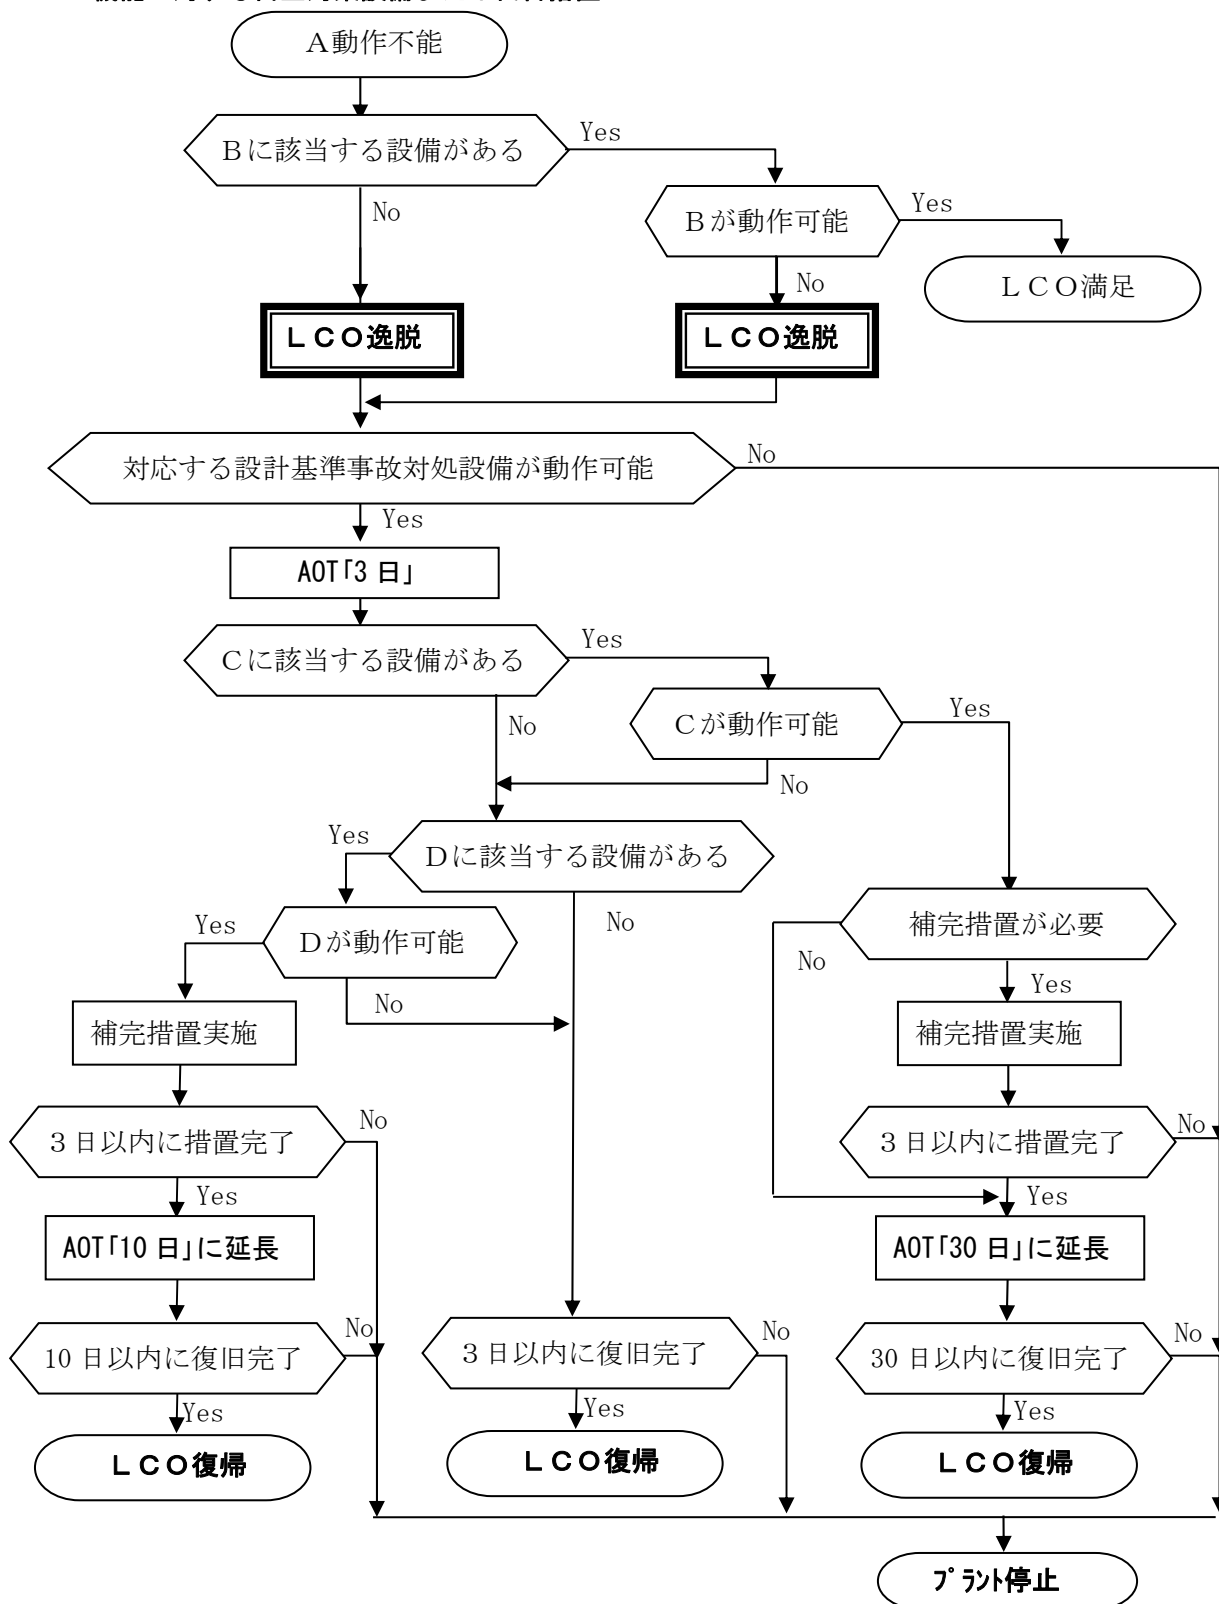 Ａ動作不能
Ｂに該当する設備がある
Yes
No
Ｂが動作可能
Yes
No
ＬＣＯ満足
ＬＣＯ逸脱
ＬＣＯ逸脱
対応する設計基準事故対処設備が動作可能
No
Yes
AOT「3 日」
Ｃに該当する設備がある
Yes
No
Ｃが動作可能
Yes
No
Ｄに該当する設備がある
Yes
No
Ｄが動作可能
Yes
No
補完措置が必要
No
Yes
補完措置実施
補完措置実施
３日以内に措置完了
No
Yes
３日以内に措置完了
No
Yes
AOT「10 日」に延長
AOT「30 日」に延長
10 日以内に復旧完了
No
Yes
３日以内に復旧完了
No
Yes
30 日以内に復旧完了
No
Yes
ＬＣＯ復帰
ＬＣＯ復帰
ＬＣＯ復帰
ﾌﾟﾗﾝﾄ停止